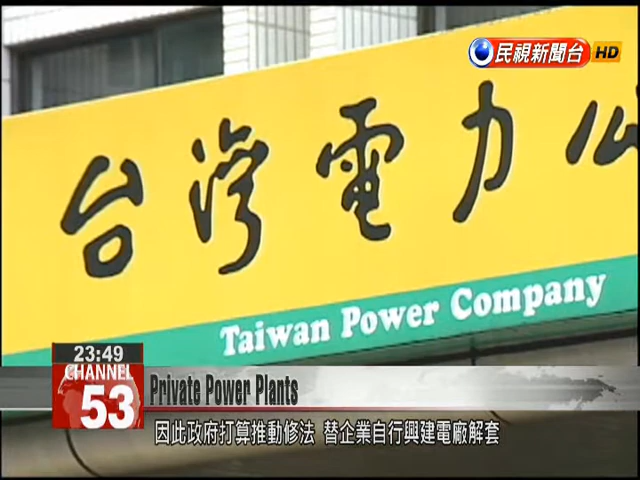 民視新聞台 HD
台灣電力公
Taiwan Power Company
23:49
CHANNEL
53
Private Power Plants
因此政府打算推動修法 替企業自行興建電廠解套